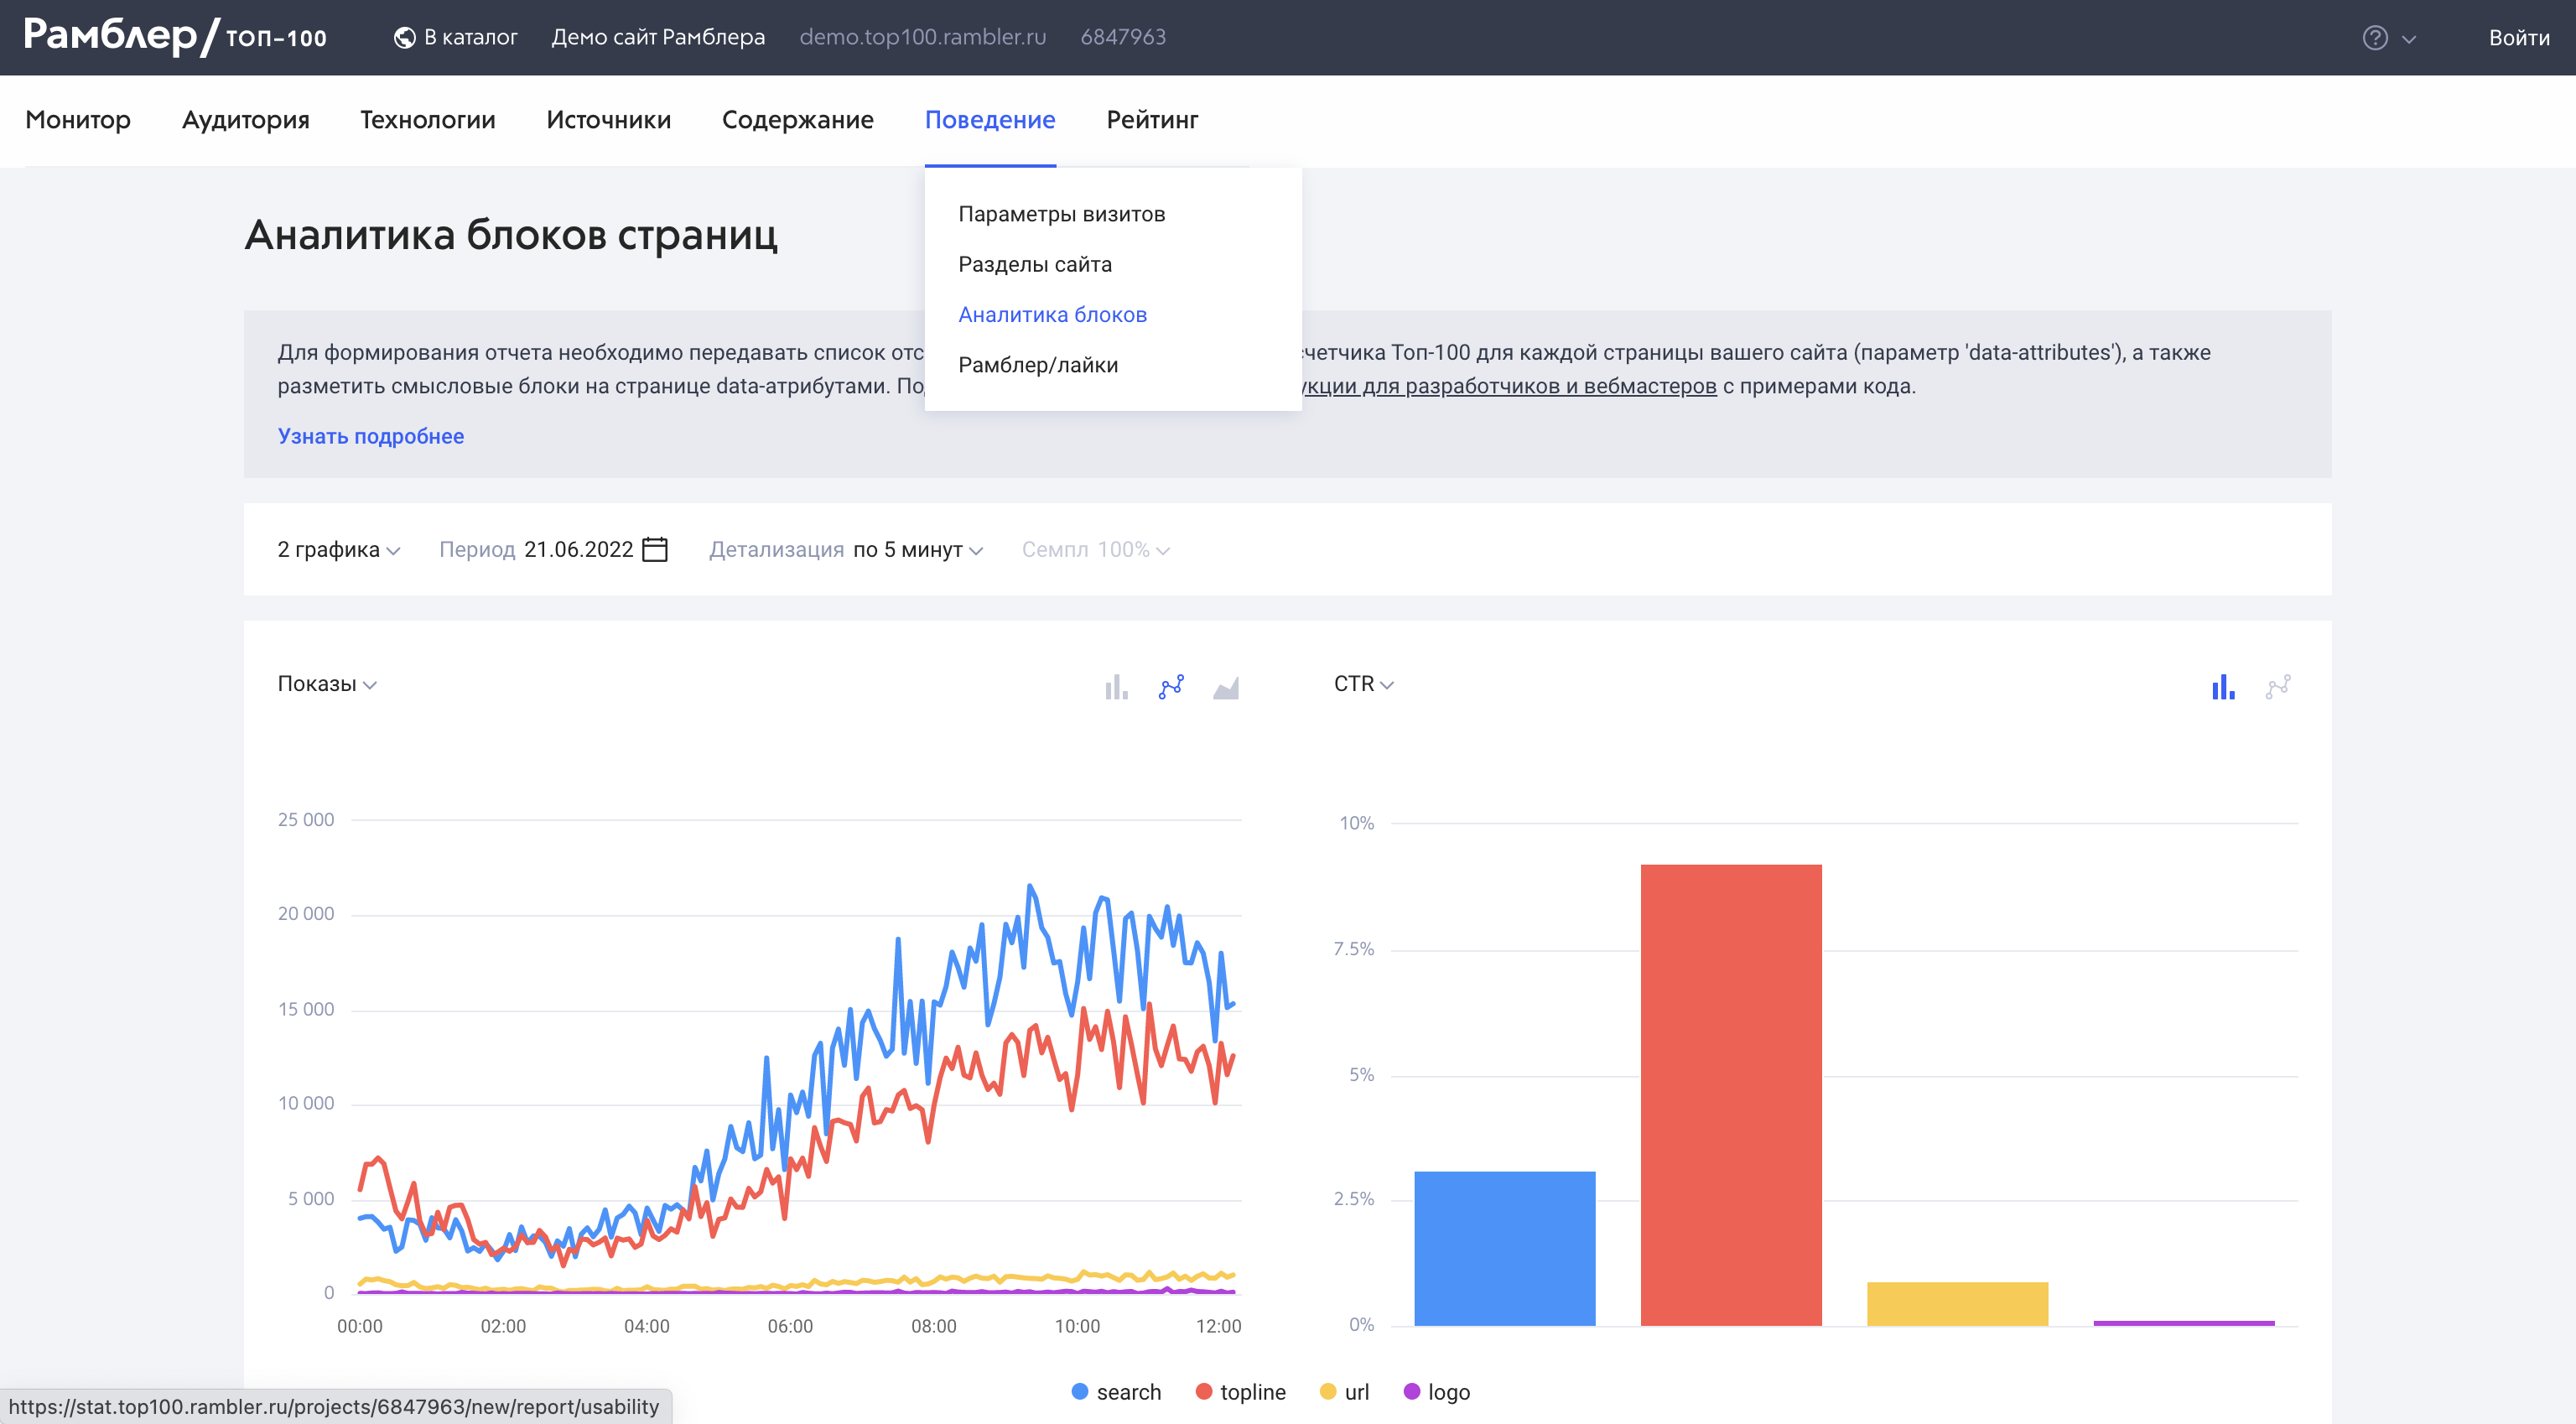 Рамблер/ТОП-100 В каталог Демо сайт Рамблера demo.top100.rambler.ru 6847963 Войти
Монитор Аудитория Технологии Источники Содержание Поведение Рейтинг
Параметры визитов
Разделы сайта
Аналитика блоков
Рамблер/лайки
Аналитика блоков страниц
Для формирования отчета необходимо передавать список счетчика Топ-100 для каждой страницы вашего сайта (параметр 'data-attributes'), а также
разметить смысловые блоки на странице data-атрибутами. для разработчиков и вебмастеров с примерами кода.
Узнать подробнее
2 графика Период 21.06.2022 Детализация по 5 минут Семпл 100%
Показы
25 000
20 000
15 000
10 000
5 000
0
00:00 02:00 04:00 06:00 08:00 10:00 12:00
CTR
10%
7.5%
5%
2.5%
0%
search topline url logo
https://stat.top100.rambler.ru/projects/6847963/new/report/usability